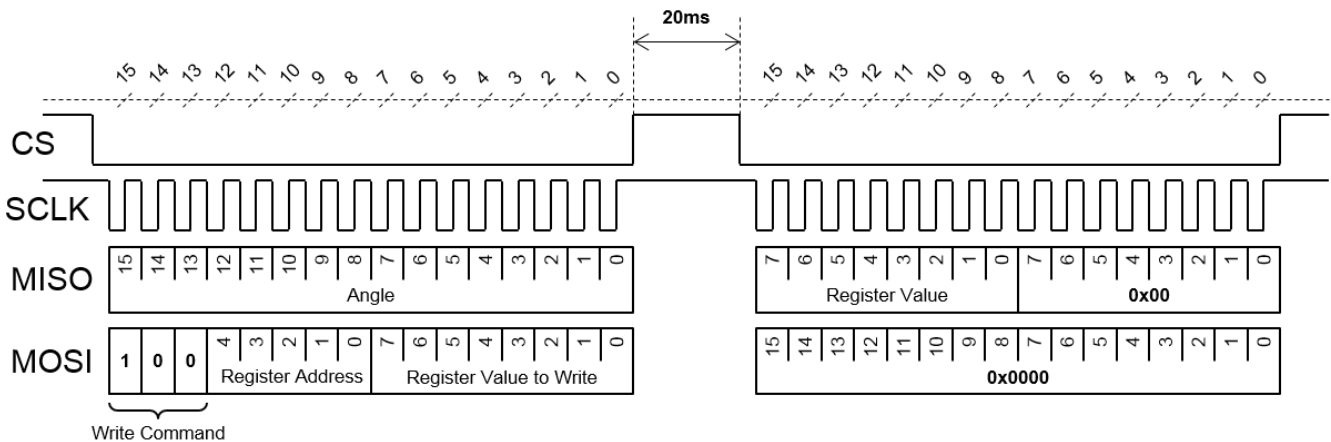 20ms
15 14 13 12 11 10 9 8 7 6 5 4 3 2 1 0 15 14 13 12 11 10 9 8 7 6 5 4 3 2 1 0
CS
SCLK
MISO 15 14 13 12 11 10 9 8 7 6 5 4 3 2 1 0 7 6 5 4 3 2 1 0 7 6 5 4 3 2 1 0
Angle Register Value 0x00
MOSI 1 0 0 4 3 2 1 0 7 6 5 4 3 2 1 0 15 14 13 12 11 10 9 8 7 6 5 4 3 2 1 0
Register Address Register Value to Write 0x0000
Write Command